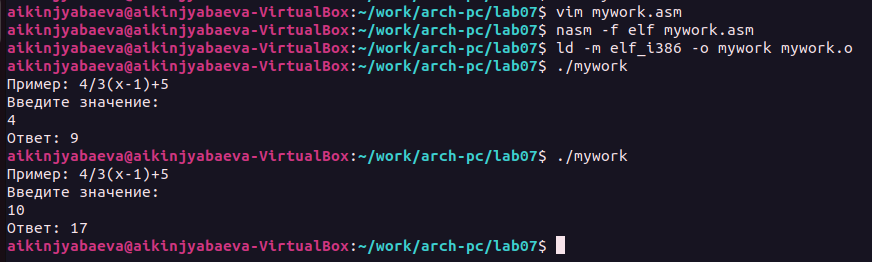 aikinjyabaeva@aikinjyabaeva-VirtualBox:~/work/arch-pc/lab07$ vim mywork.asm
aikinjyabaeva@aikinjyabaeva-VirtualBox:~/work/arch-pc/lab07$ nasm -f elf mywork.asm
aikinjyabaeva@aikinjyabaeva-VirtualBox:~/work/arch-pc/lab07$ ld -m elf_i386 -o mywork mywork.o
aikinjyabaeva@aikinjyabaeva-VirtualBox:~/work/arch-pc/lab07$ ./mywork
Пример: 4/3(x-1)+5
Введите значение:
4
Ответ: 9
aikinjyabaeva@aikinjyabaeva-VirtualBox:~/work/arch-pc/lab07$ ./mywork
Пример: 4/3(x-1)+5
Введите значение:
10
Ответ: 17
aikinjyabaeva@aikinjyabaeva-VirtualBox:~/work/arch-pc/lab07$